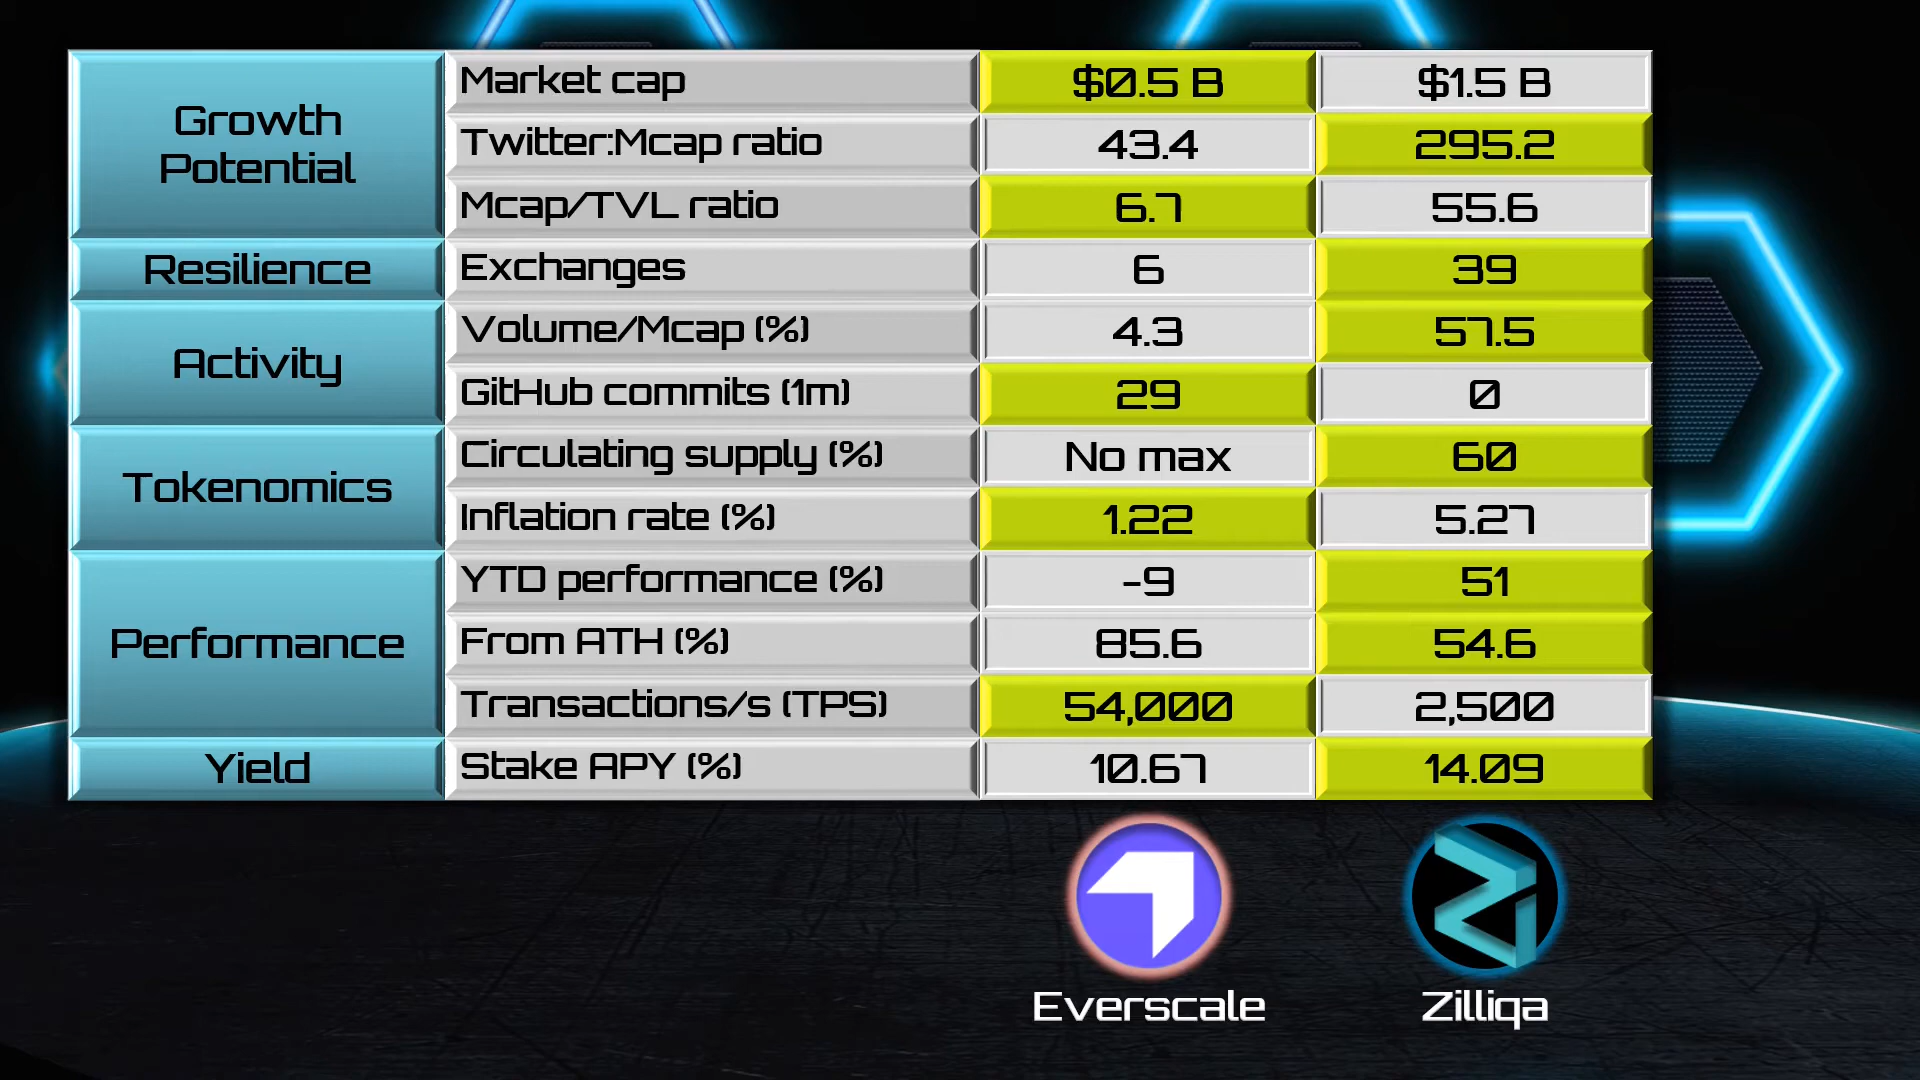 Growth
Potential
Market cap $0.5 B $1.5 B
Twitter:Mcap ratio 43.4 295.2
Mcap/TVL ratio 6.7 55.6
Resilience Exchanges 6 39
Activity
Volume/Mcap (%) 4.3 57.5
GitHub commits (1m) 29 0
Tokenomics
Circulating supply (%) No max 60
Inflation rate (%) 1.22 5.27
Performance
YTD performance (%) -9 51
From ATH (%) 85.6 54.6
Transactions/s (TPS) 54,000 2,500
Yield Stake APY (%) 10.67 14.09
Everscale Zilliqa